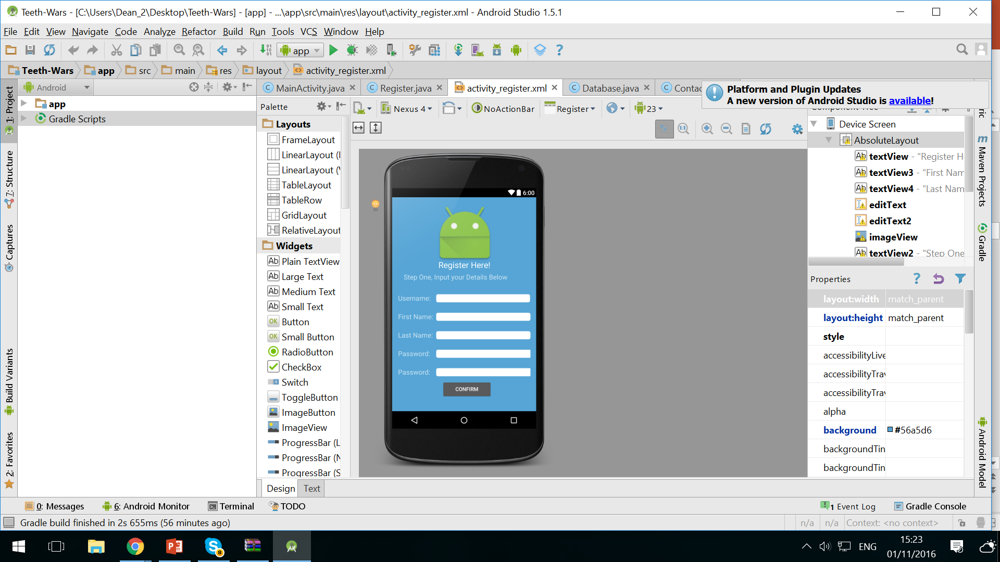 Teeth-Wars - [C:\Users\Dean_2\Desktop\Teeth-Wars] - [app] - ...\app\src\main\res\layout\activity_register.xml - Android Studio 1.5.1
File Edit View Navigate Code Analyze Refactor Build Run Tools VCS Window Help
app
Teeth-Wars app src main res layout activity_register.xml
Android
MainActivity.java Register.java activity_register.xml Database.java Contac
Platform and Plugin Updates
A new version of Android Studio is available!
1: Project
7: Structure
Captures
Build Variants
2: Favorites
app
Gradle Scripts
Palette
Layouts
FrameLayout
LinearLayout (
LinearLayout (
TableLayout
TableRow
GridLayout
RelativeLayout
Widgets
Plain TextView
Large Text
Medium Text
Small Text
OK Button
OK Small Button
RadioButton
CheckBox
Switch
ToggleButton
ImageButton
ImageView
ProgressBar (L
ProgressBar (N
ProgressBar (S
Nexus 4 NoActionBar Register 23
6:00
Register Here!
Step One, Input your Details Below
Username:
First Name:
Last Name:
Password:
Password:
CONFIRM
Design Text
Device Screen
AbsoluteLayout
textView - "Register H
textView3 - "First Nam
textView4 - "Last Nam
editText
editText2
imageView
textView2 - "Step One
Properties
layout:width match_parent
layout:height match_parent
style
accessibilityLive
accessibilityTrav
accessibilityTrav
alpha
background #56a5d6
backgroundTin
backgroundTin
Maven Projects
Gradle
Android Model
0: Messages 6: Android Monitor Terminal TODO
1 Event Log Gradle Console
Gradle build finished in 2s 655ms (56 minutes ago)
n/a n/a Context: <no context>
8
ENG
15:23
01/11/2016